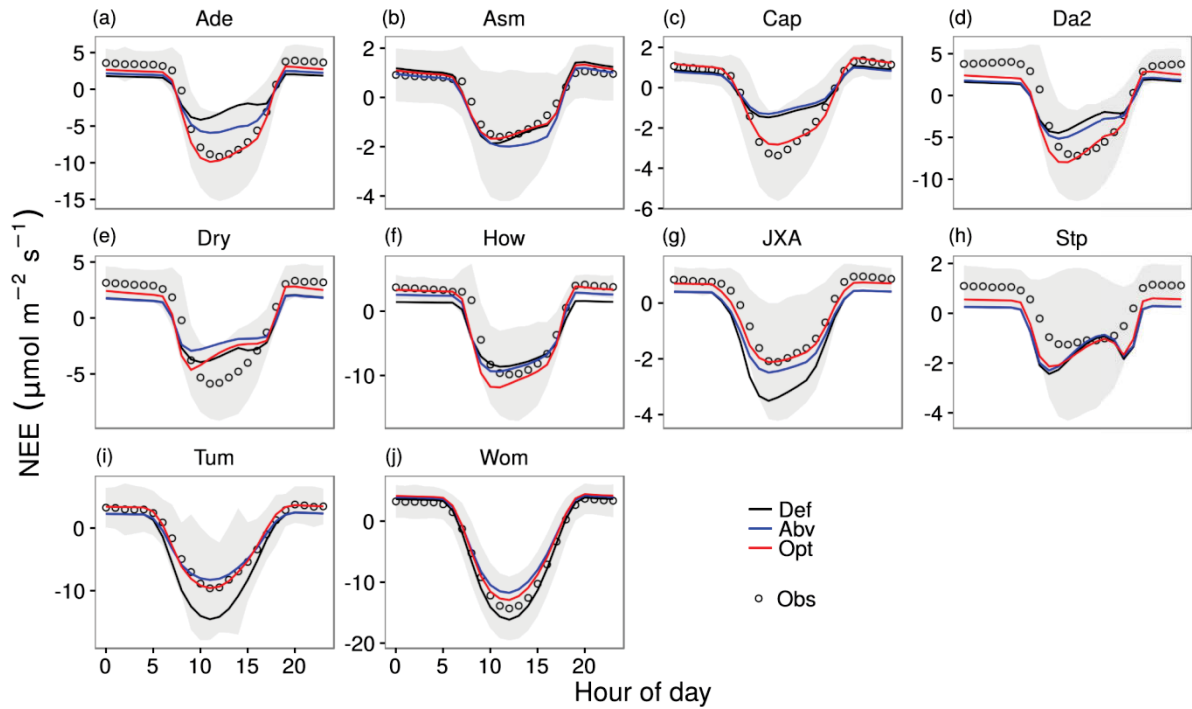 (a) Ade (b) Asm (c) Cap (d) Da2
5 2 2 5
0 0 0 0
-5 -2 -2 -5
-10 -4 -4 -10
-15 -6
(e) Dry (f) How (g) JXA (h) Stp
5 0 0 2
0 -10 -2 0
-5 -4 -2
-4
(i) Tum (j) Wom
0 0
-10 -10
-20
0 5 10 15 20 0 5 10 15 20
Hour of day
NEE (μmol m−2 s−1)
Def
Abv
Opt
Obs